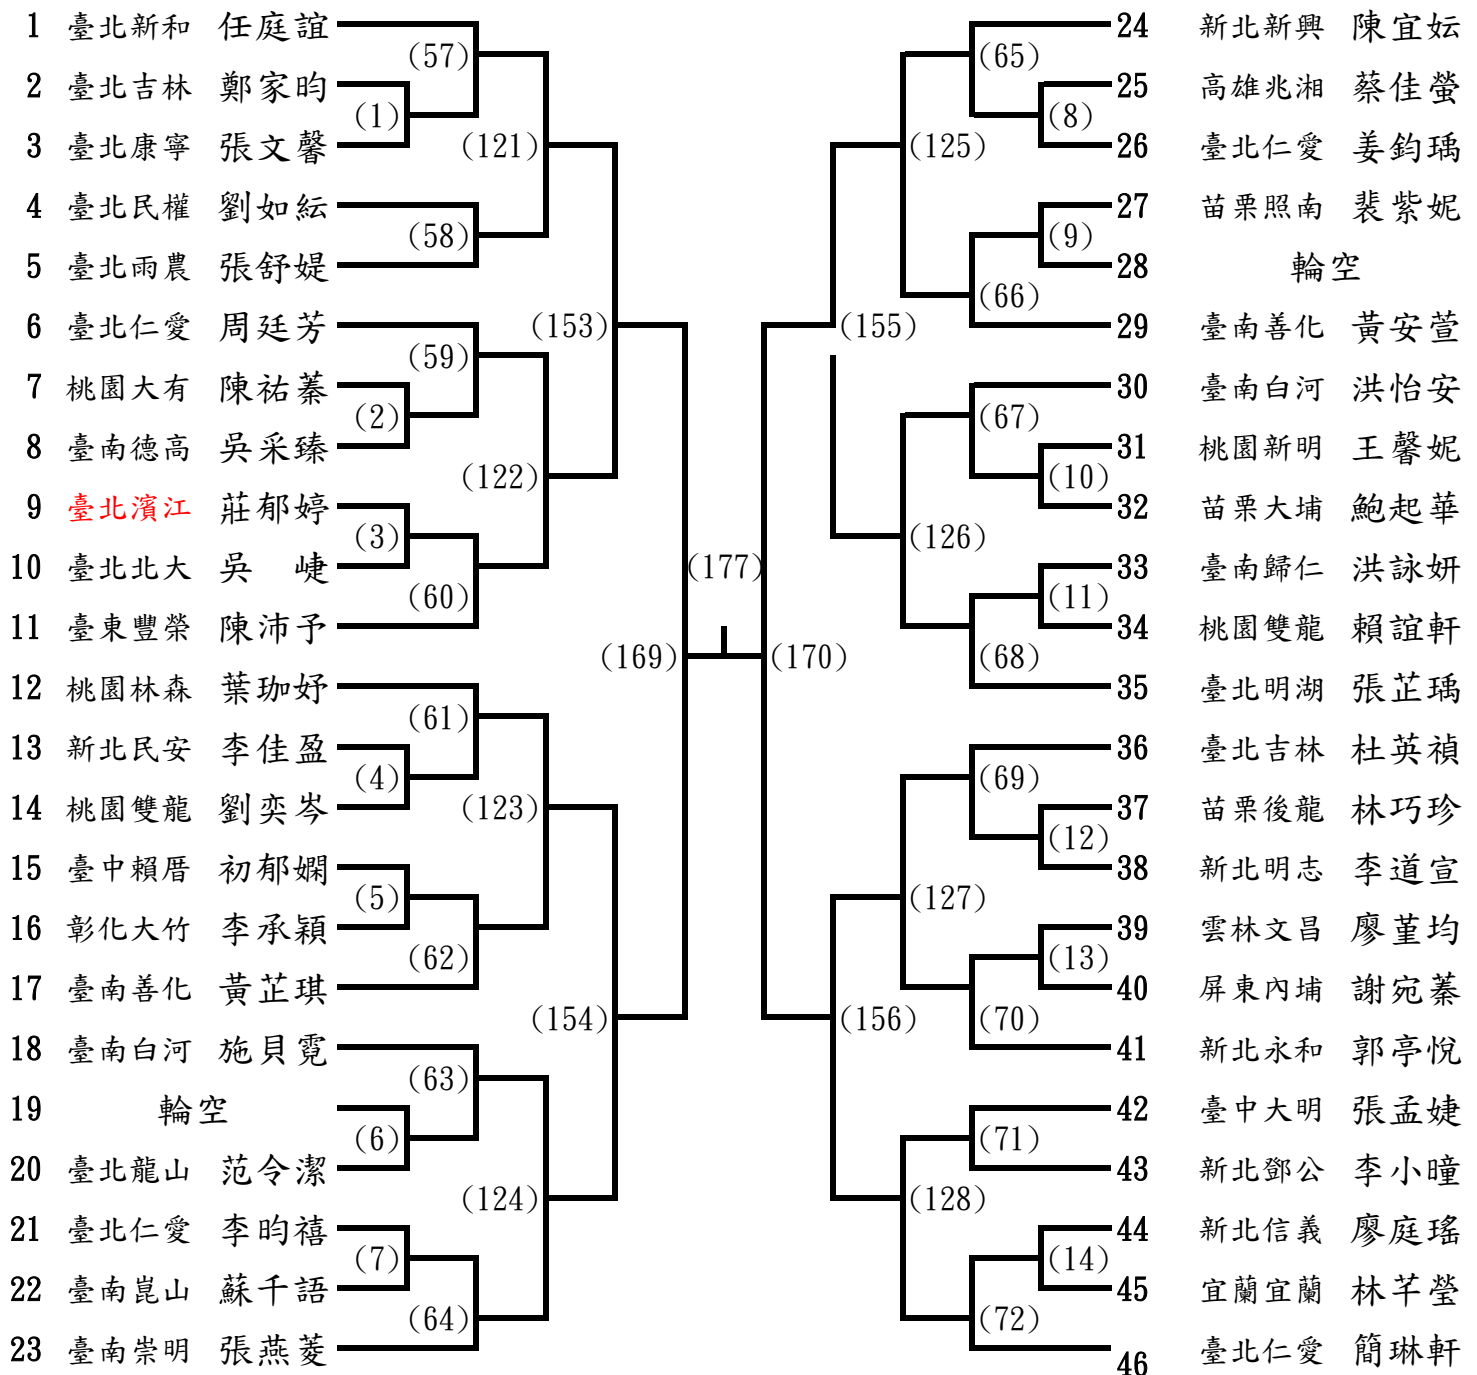 1 臺北新和 任庭誼
(57)
2 臺北吉林 鄭家昀
(1)
3 臺北康寧 張文馨
(121)
4 臺北民權 劉如紜
(58)
5 臺北雨農 張舒媞
6 臺北仁愛 周廷芳
(153)
(59)
7 桃園大有 陳祐蓁
(2)
8 臺南德高 吳采臻
(122)
9 臺北濱江 莊郁婷
(3)
10 臺北北大 吳 崨
(60)
11 臺東豐榮 陳沛予
(169)
12 桃園林森 葉珈妤
(61)
13 新北民安 李佳盈
(4)
14 桃園雙龍 劉奕岑
(123)
15 臺中賴厝 初郁嫻
(5)
16 彰化大竹 李承穎
(62)
17 臺南善化 黃芷琪
(154)
18 臺南白河 施貝霓
(63)
19 輪空
(6)
20 臺北龍山 范令潔
(124)
21 臺北仁愛 李昀禧
(7)
22 臺南崑山 蘇千語
(64)
23 臺南崇明 張燕菱
(177)
24 新北新興 陳宜妘
(65)
25 高雄兆湘 蔡佳螢
(8)
26 臺北仁愛 姜鈞瑀
(125)
27 苗栗照南 裴紫妮
(9)
28 輪空
(66)
29 臺南善化 黃安萱
(155)
30 臺南白河 洪怡安
(67)
31 桃園新明 王馨妮
(10)
32 苗栗大埔 鮑起華
(126)
33 臺南歸仁 洪詠妍
(11)
34 桃園雙龍 賴誼軒
(68)
(170)
35 臺北明湖 張芷瑀
36 臺北吉林 杜英禎
(69)
37 苗栗後龍 林巧珍
(12)
38 新北明志 李道宣
(127)
39 雲林文昌 廖堇均
(13)
40 屏東內埔 謝宛蓁
(70)
(156)
41 新北永和 郭亭悅
42 臺中大明 張孟婕
(71)
43 新北鄧公 李小曈
(128)
44 新北信義 廖庭瑤
(14)
45 宜蘭宜蘭 林芊瑩
(72)
46 臺北仁愛 簡琳軒